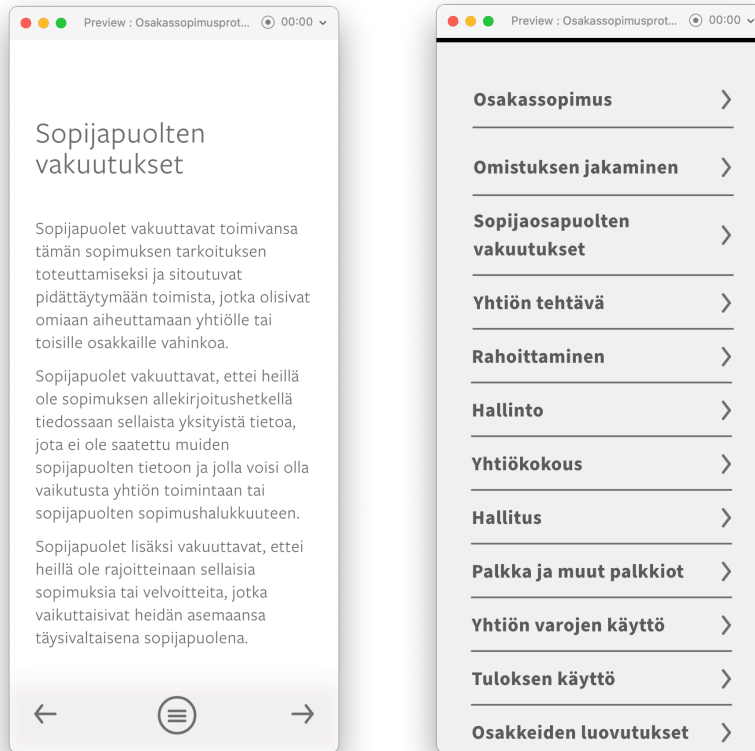 Preview : Osakassopimusprot...
00:00
Sopijapuolten
vakuutukset
Sopijapuolet vakuuttavat toimivansa
tämän sopimuksen tarkoituksen
toteuttamiseksi ja sitoutuvat
pidättäytymään toimista, jotka olisivat
omiaan aiheuttamaan yhtiölle tai
toisille osakkaille vahinkoa.
Sopijapuolet vakuuttavat, ettei heillä
ole sopimuksen allekirjoitushetkellä
tiedossaan sellaista yksityistä tietoa,
jota ei ole saatettu muiden
sopijapuolten tietoon ja jolla voisi olla
vaikutusta yhtiön toimintaan tai
sopijapuolten sopimushalukkuuteen.
Sopijapuolet lisäksi vakuuttavat, ettei
heillä ole rajoitteinaan sellaisia
sopimuksia tai velvoitteita, jotka
vaikuttaisivat heidän asemaansa
täysivaltaisena sopijapuolena.
Preview : Osakassopimusprot...
00:00
Osakassopimus
Omistuksen jakaminen
Sopijaosapuolten
vakuutukset
Yhtiön tehtävä
Rahoittaminen
Hallinto
Yhtiökokous
Hallitus
Palkka ja muut palkkiot
Yhtiön varojen käyttö
Tuloksen käyttö
Osakkeiden luovutukset